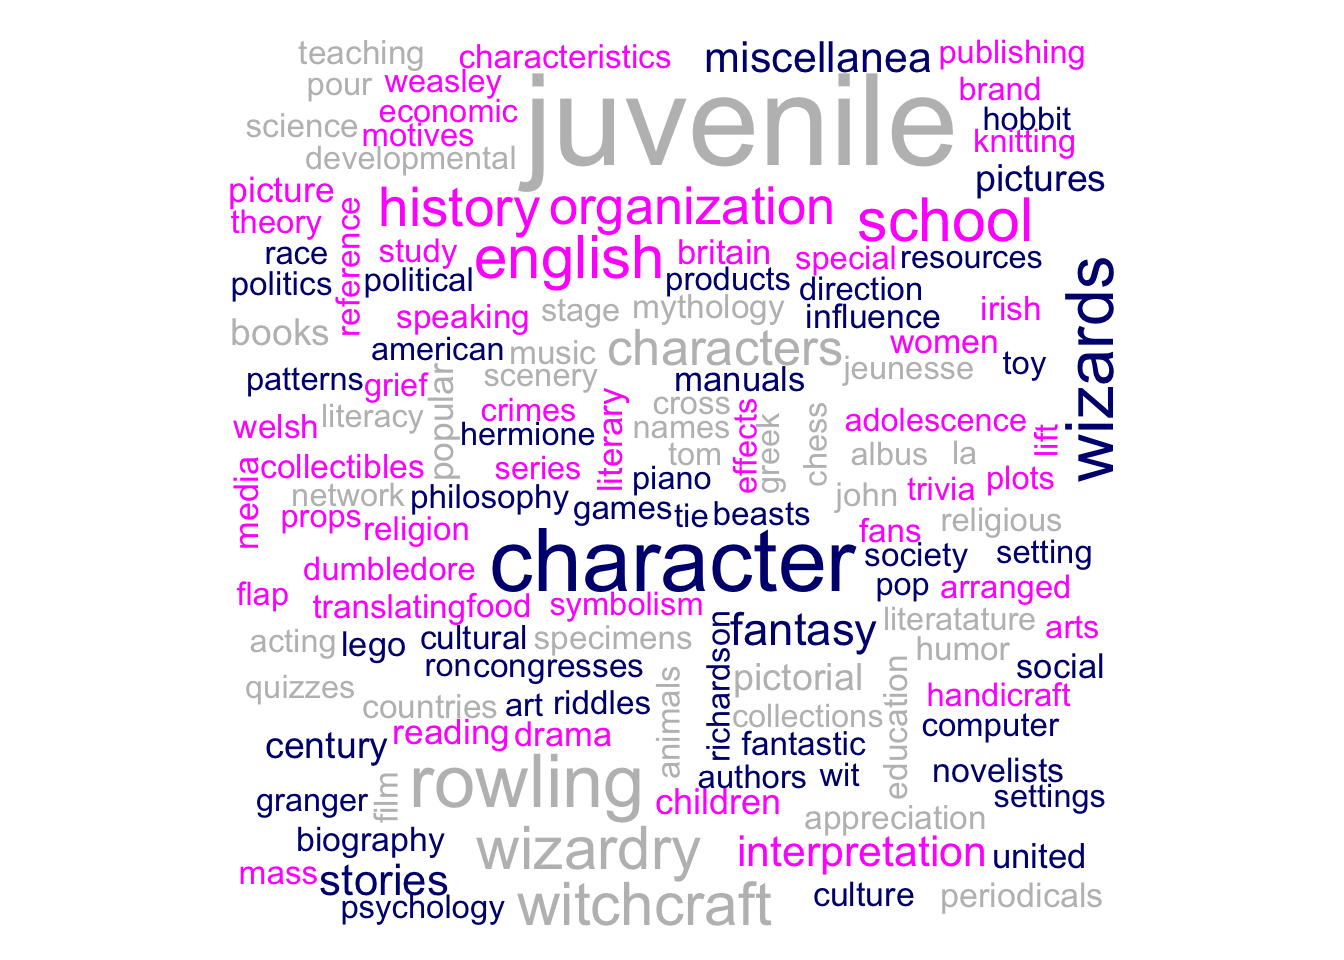 teaching characteristics miscellanea publishing
pour weasley juvenile brand
economic hobbit
science motives knitting
developmental pictures
picture history organization school
theory reference
race study english britain special resources
politics political products direction
books speaking stage mythology influence irish
american music characters women
patterns grief scenery manuals jeunesse toy wizards
welsh literacy popular crimes literary cross effects chess adolescence
hermione names greek lift
media collectibles series tom albus la
network philosophy piano john trivia plots
props religion games tie beasts fans religious
dumbledore character society setting
flap pop arranged
translating food symbolism literatature
acting lego cultural specimens richardson fantasy humor arts
ron congresses pictorial social
quizzes countries art riddles animals collections education handicraft
century reading drama fantastic computer
granger film rowling authors wit novelists
children settings
biography wizardry appreciation
mass stories interpretation united
psychology witchcraft culture periodicals